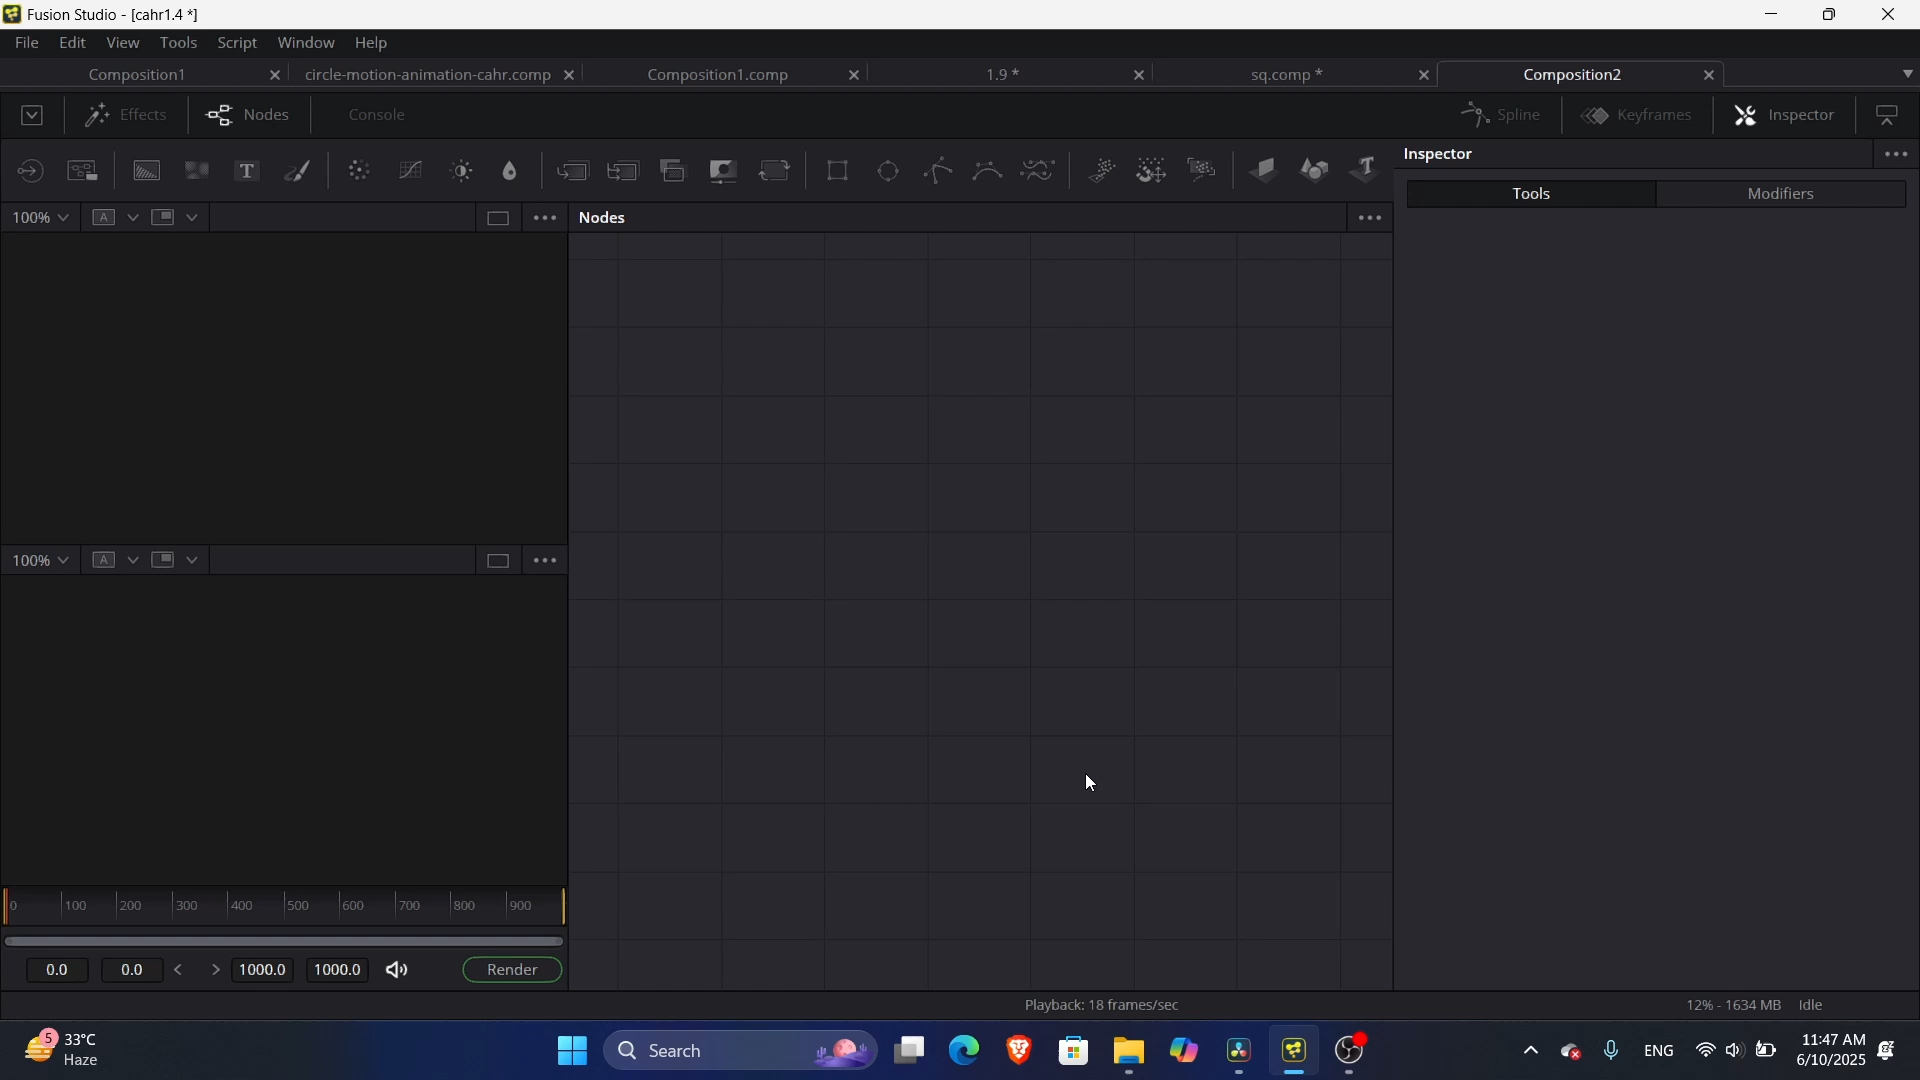 Fusion Studio - [cahr1.4 *]
File Edit View Tools Script Window Help
Composition1 circle-motion-animation-cahr.comp Composition1.comp 1.9 * sq.comp * Composition2
Effects Nodes Console Spline Keyframes Inspector
T T
Inspector
Tools Modifiers
100% A
Nodes
100% A
0 100 200 300 400 500 600 700 800 900
0.0 0.0 < > 1000.0 1000.0 Render
Playback: 18 frames/sec
12% - 1634 MB Idle
5
33°C
Haze
Search
ENG
11:47 AM
6/10/2025